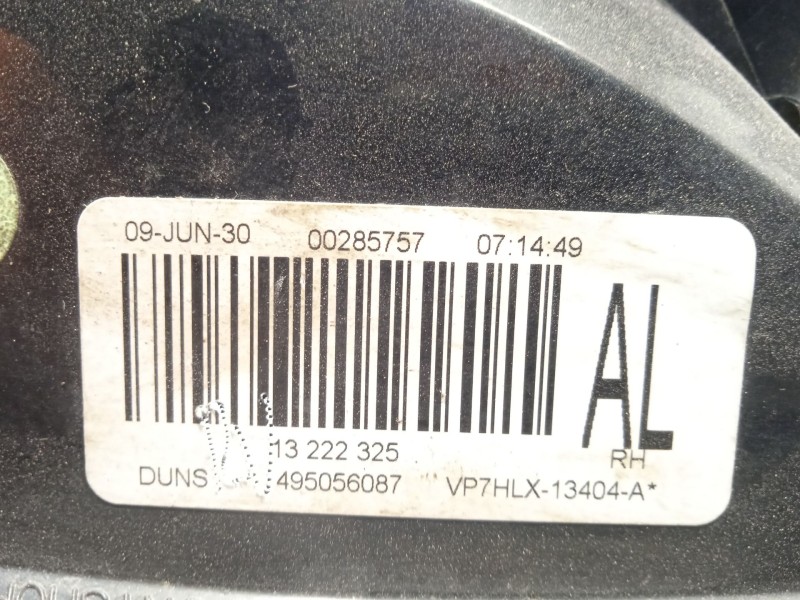 09-JUN-30 00285757 07:14:49
AL
13 222 325
RH
DUNS 495056087 VP7HLX-13404-A*